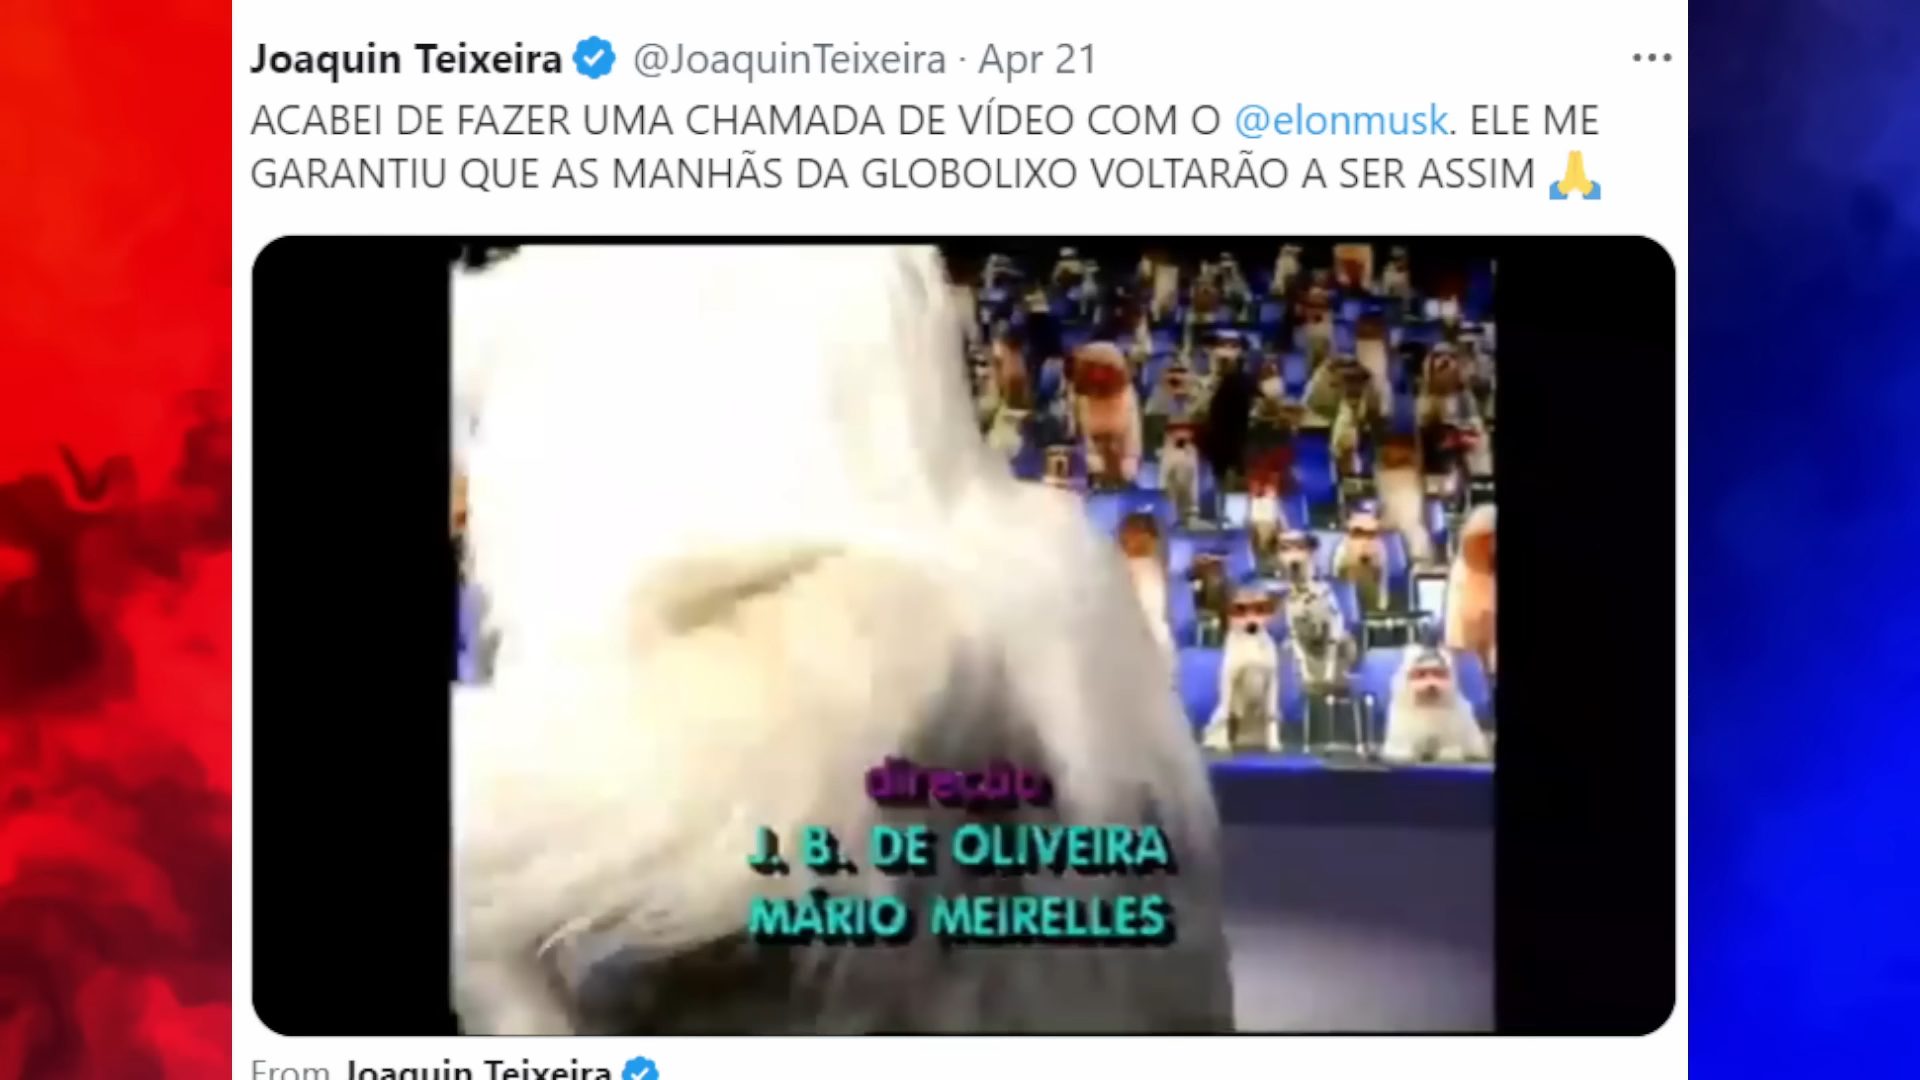 Joaquin Teixeira @JoaquinTeixeira · Apr 21
ACABEI DE FAZER UMA CHAMADA DE VÍDEO COM O @elonmusk. ELE ME
GARANTIU QUE AS MANHÃS DA GLOBOLIXO VOLTARÃO A SER ASSIM 🙏
direção
J. B. DE OLIVEIRA
MÁRIO MEIRELLES
From Joaquin Teixeira